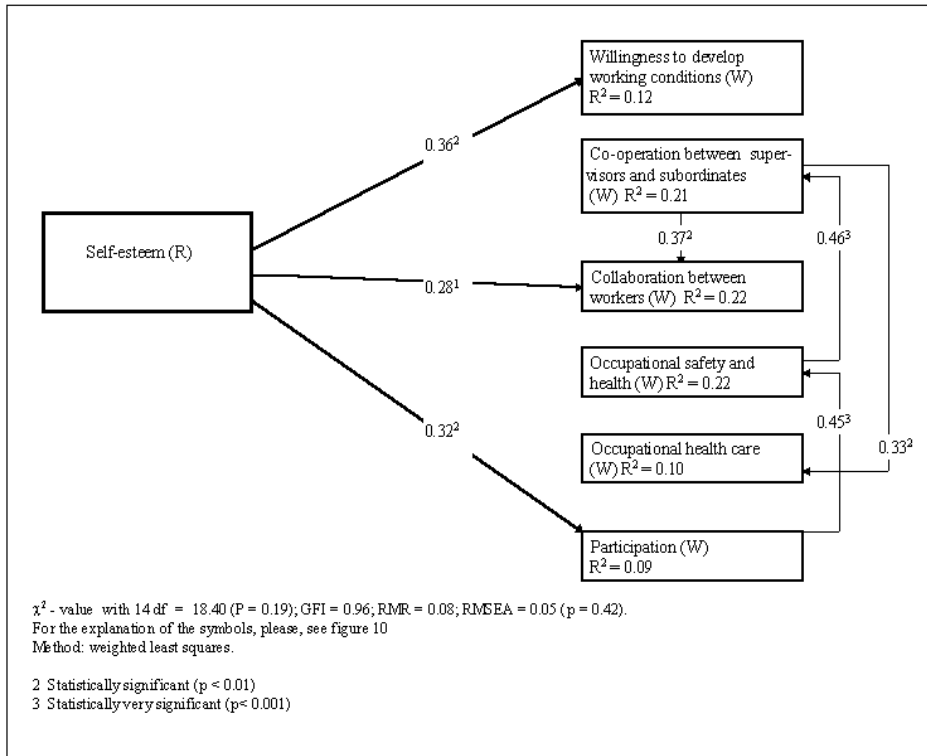 Willingness to develop
working conditions (W)
R² = 0.12
0.36²
Co-operation between super-
visors and subordinates
(W) R² = 0.21
Self-esteem (R)
0.37²
0.46³
0.28¹
Collaboration between
workers (W) R² = 0.22
Occupational safety and
health (W) R² = 0.22
0.45³
0.32²
Occupational health care
(W) R² = 0.10
0.33²
Participation (W)
R² = 0.09
χ² - value with 14 df = 18.40 (P = 0.19); GFI = 0.96; RMR = 0.08; RMSEA = 0.05 (p = 0.42).
For the explanation of the symbols, please, see figure 10
Method: weighted least squares.
2 Statistically significant (p < 0.01)
3 Statistically very significant (p< 0.001)